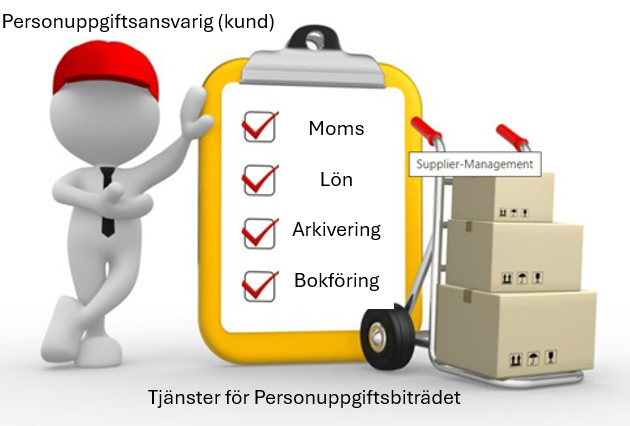 Personuppgiftsansvarig (kund)
Moms
Supplier-Management
Lön
Arkivering
Bokföring
Tjänster för Personuppgiftsbiträdet